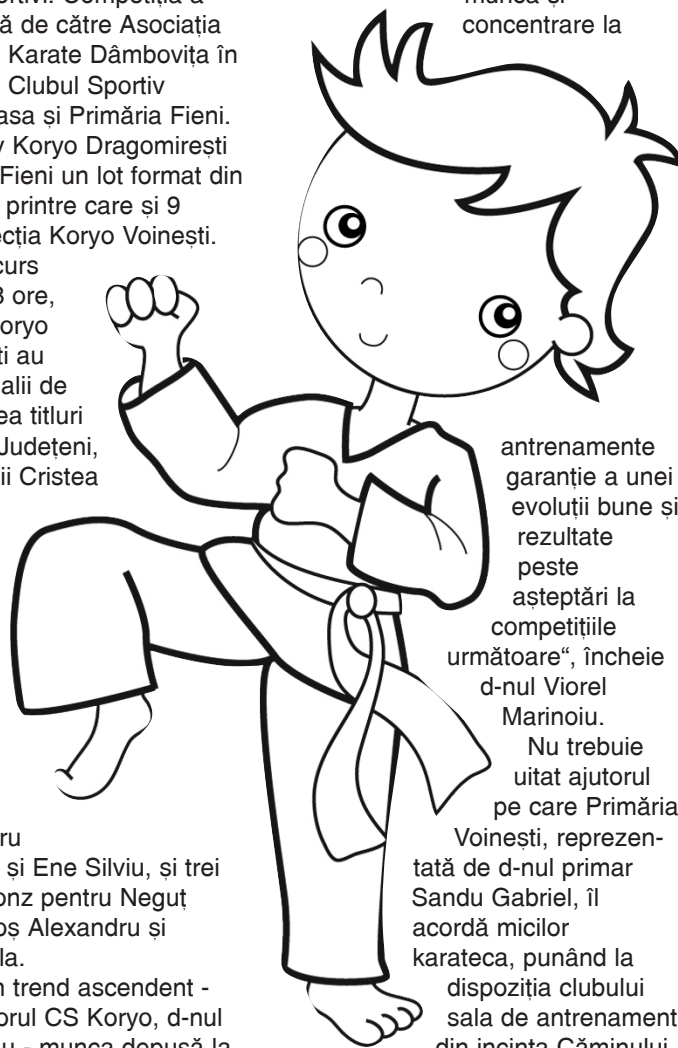 ortivi. Competiția a
ă de către Asociația
Karate Dâmbovița în
Clubul Sportiv
asa și Primăria Fieni.
v Koryo Dragomirești
Fieni un lot format din
printre care și 9
ecția Koryo Voinești.
curs
3 ore,
oryo
ti au
alii de
ea titluri
Județeni,
ii Cristea
ru
și Ene Silviu, și trei
onz pentru Neguț
oș Alexandru și
la.
n trend ascendent -
orul CS Koryo, d-nul
u - munca depusă la
muncă și
concentrare la
antrenamente
garanție a unei
evoluții bune și
rezultate
peste
așteptări la
competițiile
următoare“, încheie
d-nul Viorel
Marinoiu.
Nu trebuie
uitat ajutorul
pe care Primăria
Voinești, reprezen-
tată de d-nul primar
Sandu Gabriel, îl
acordă micilor
karateca, punând la
dispoziția clubului
sala de antrenament
din incinta Căminului